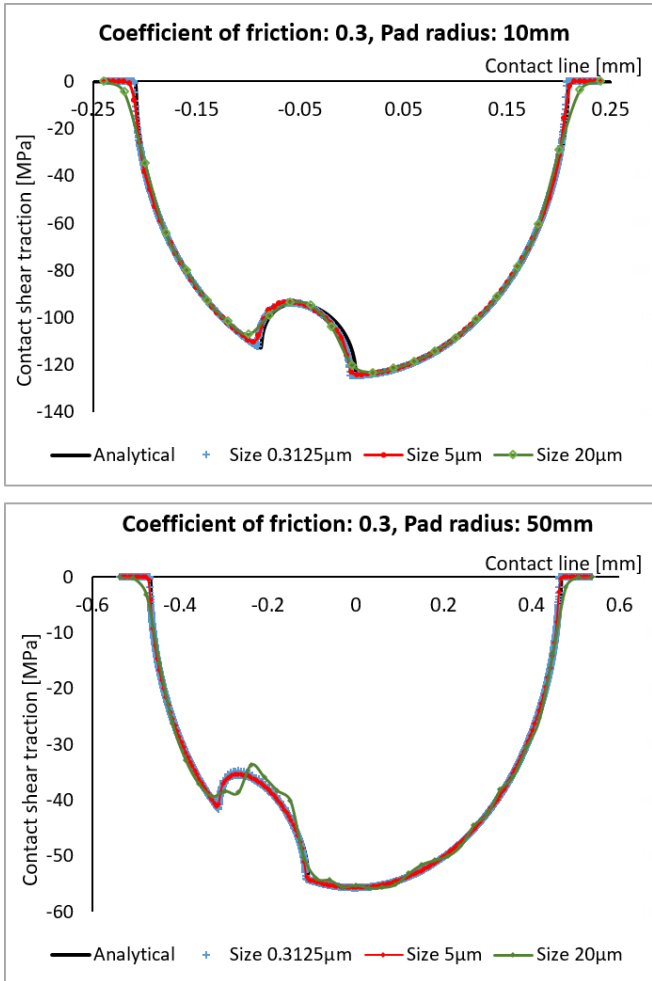 Coefficient of friction: 0.3, Pad radius: 10mm
Contact line [mm]
0
-0.25 -0.15 -0.05 0.05 0.15 0.25
-20
-40
-60
-80
-100
-120
-140
Contact shear traction [MPa]
Analytical Size 0.3125µm Size 5µm Size 20µm
Coefficient of friction: 0.3, Pad radius: 50mm
Contact line [mm]
0
-0.6 -0.4 -0.2 0 0.2 0.4 0.6
-10
-20
-30
-40
-50
-60
Contact shear traction [MPa]
Analytical Size 0.3125µm Size 5µm Size 20µm